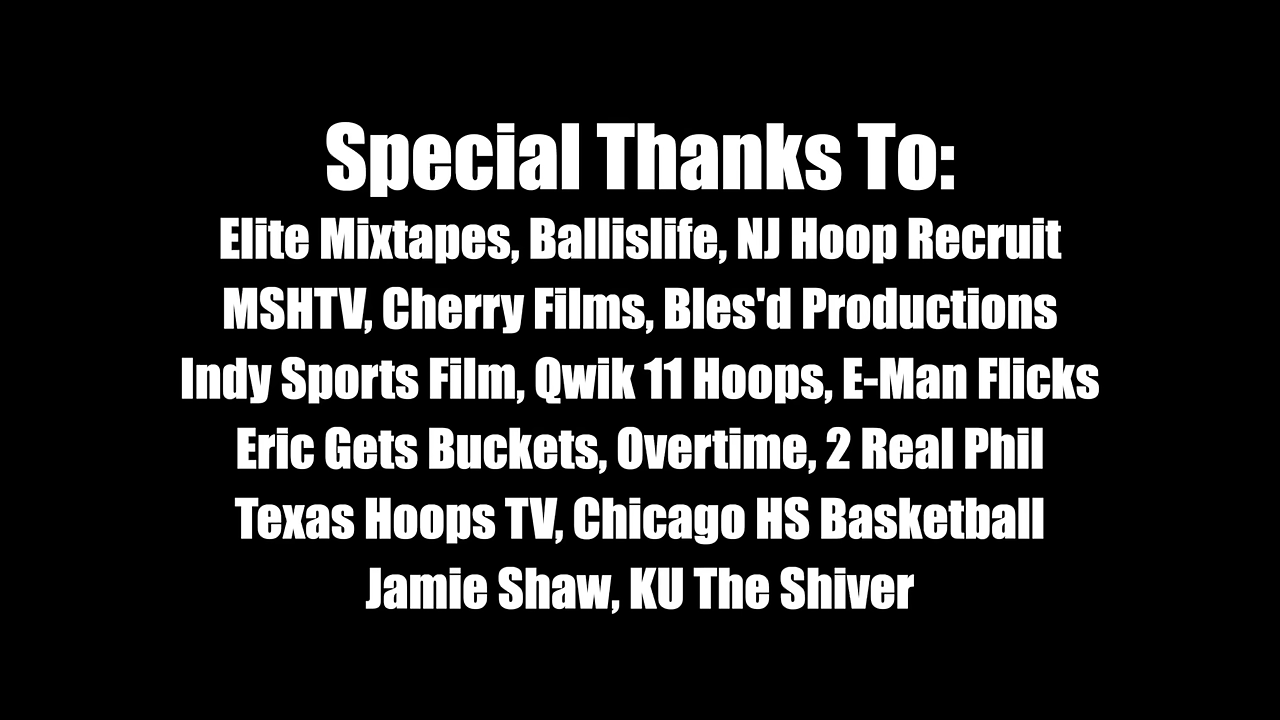 Special Thanks To:
Elite Mixtapes, Ballislife, NJ Hoop Recruit
MSHTV, Cherry Films, Bles'd Productions
Indy Sports Film, Qwik 11 Hoops, E-Man Flicks
Eric Gets Buckets, Overtime, 2 Real Phil
Texas Hoops TV, Chicago HS Basketball
Jamie Shaw, KU The Shiver